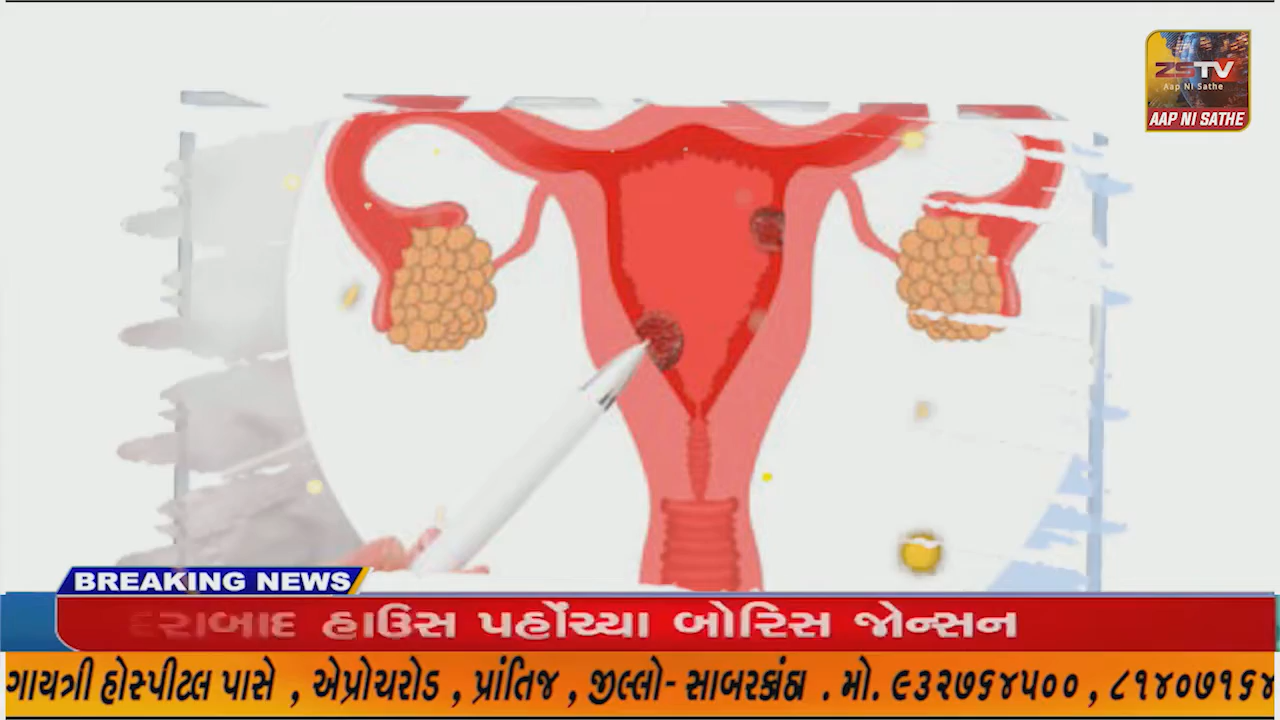 ZSTV
Aap Ni Sathe
AAP NI SATHE
BREAKING NEWS
હાઉસ પહોંચ્યા બોરિસ જોન્સન
ગાયત્રી હોસ્પીટલ પાસે , એપ્રોચરોડ , પ્રાંતિજ , જીલ્લો- સાબરકાંઠા . મો. ૯૩૨૭૬૪૫૦૦ , ૮૧૪૦૭૧૬૪